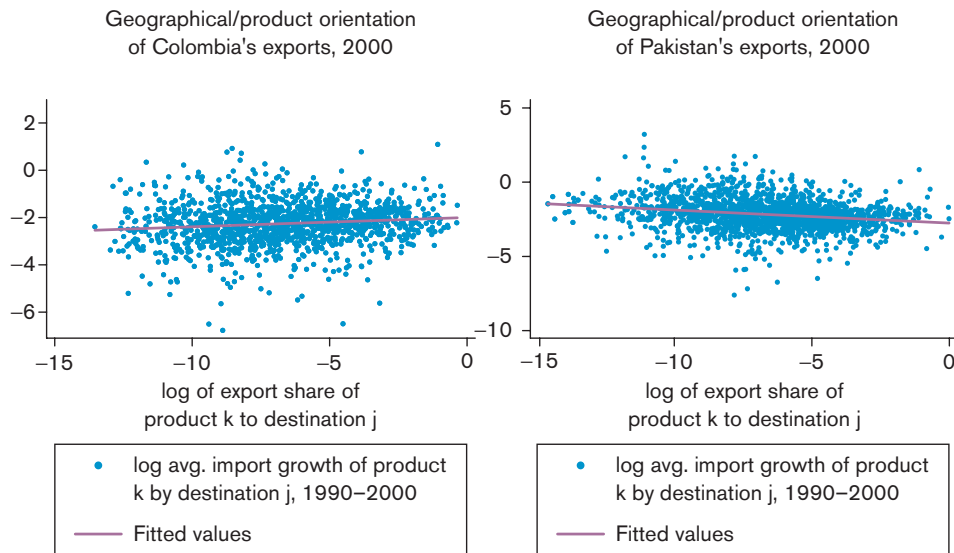 Geographical/product orientation
of Colombia's exports, 2000
2
0
−2
−4
−6
−15
−10
−5
0
log of export share of
product k to destination j
log avg. import growth of product
k by destination j, 1990–2000
Fitted values
Geographical/product orientation
of Pakistan's exports, 2000
5
0
−5
−10
−15
−10
−5
0
log of export share of
product k to destination j
log avg. import growth of product
k by destination j, 1990–2000
Fitted values